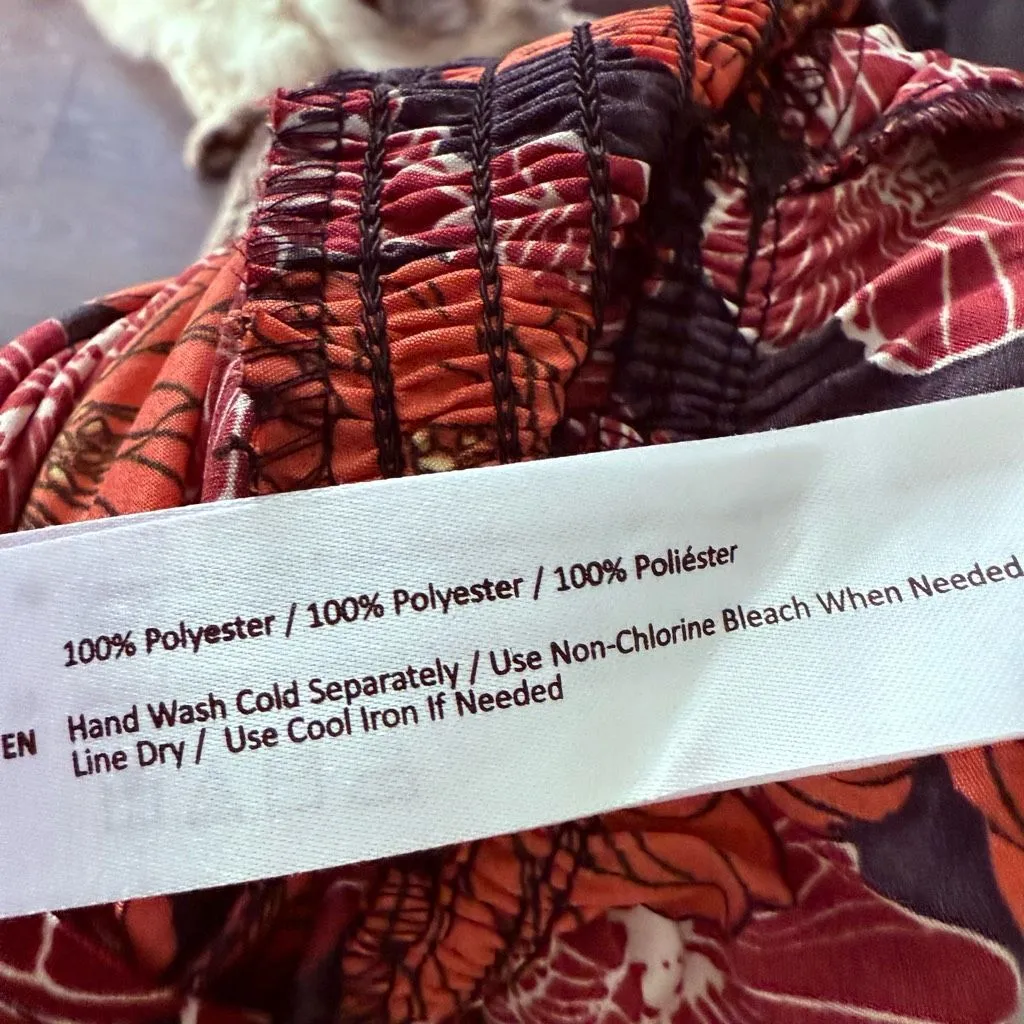 100% Polyester / 100% Polyester / 100% Poliéster
EN Hand Wash Cold Separately / Use Non-Chlorine Bleach When Needed
Line Dry / Use Cool Iron If Needed